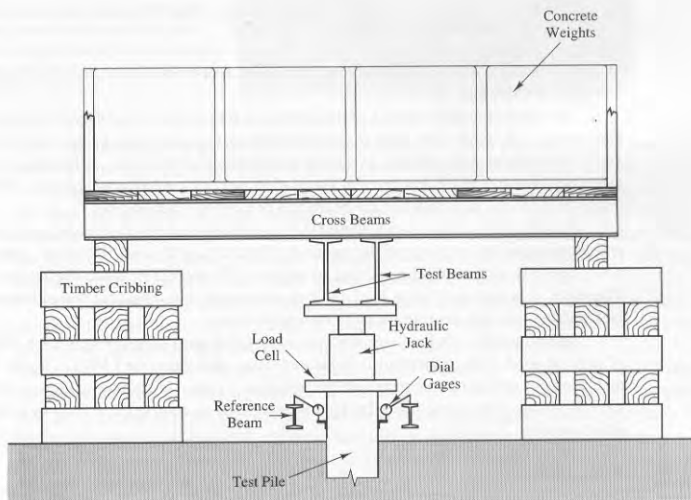 Concrete
Weights
Cross Beams
Timber Cribbing
Test Beams
Hydraulic
Jack
Load
Cell
Dial
Gages
Reference
Beam
Test Pile